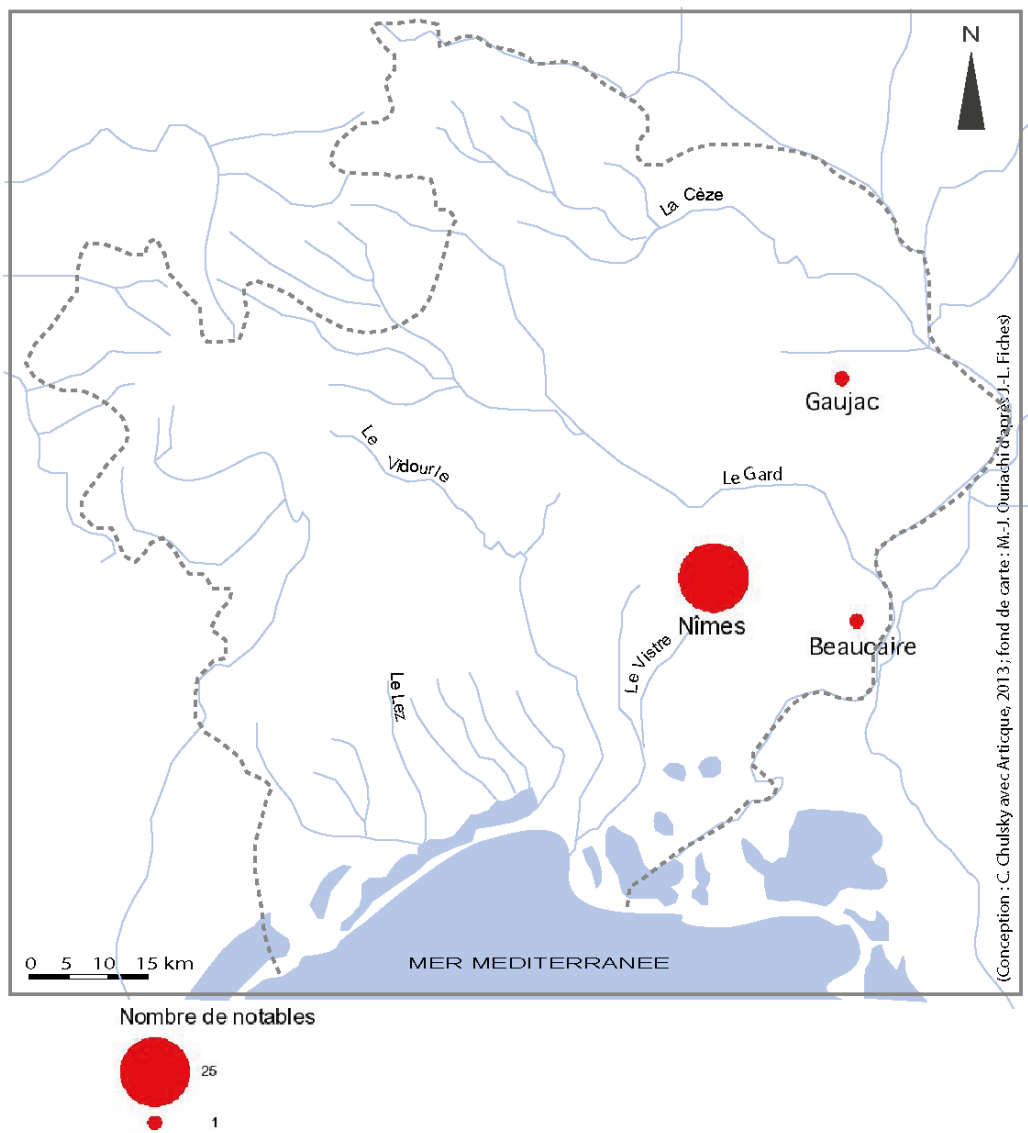 N
La Cèze
Gaujac
Le
Vidourle
Le Gard
Nîmes
Beaucaire
Le Vistre
Le Lez
0 5 10 15 km
MER MEDITERRANEE
(Conception : C. Chulsky avec Articque, 2013 ; fond de carte : M.-J. Ouriachi d'après J.-L. Fiches)
Nombre de notables
25
1